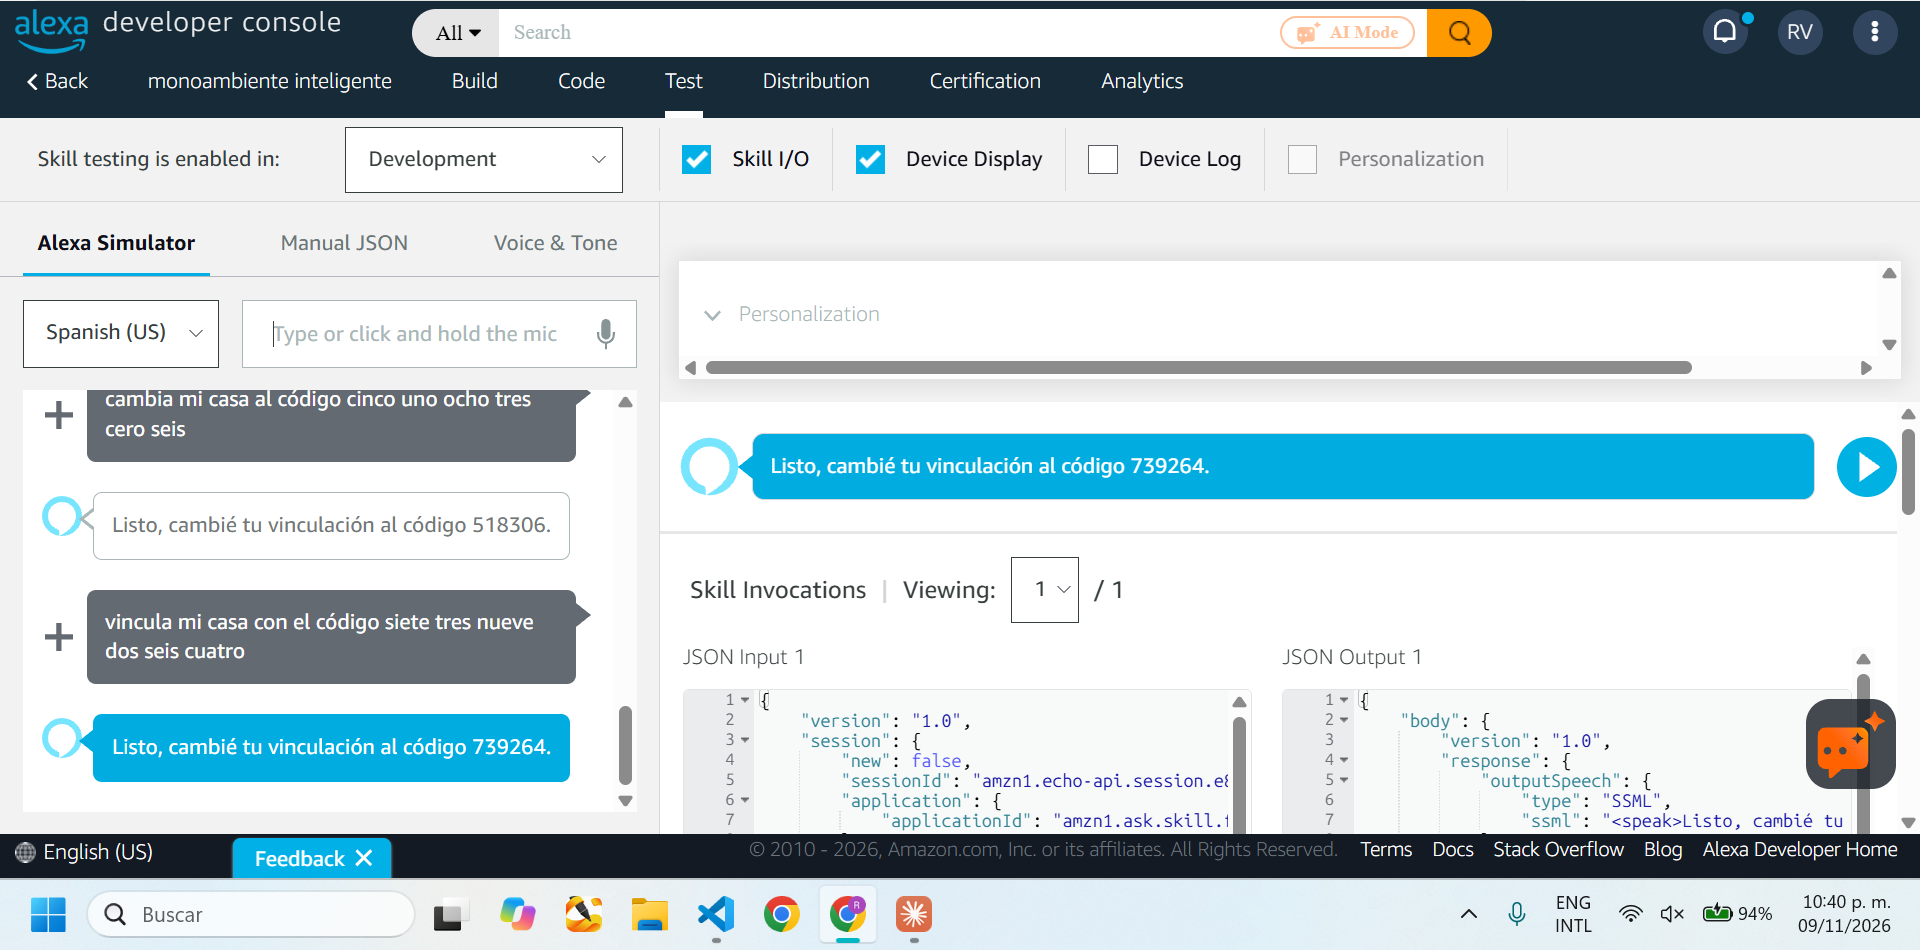 alexa developer console
All
Search
AI Mode
RV
Back
monoambiente inteligente
Build
Code
Test
Distribution
Certification
Analytics
Skill testing is enabled in:
Development
Skill I/O
Device Display
Device Log
Personalization
Alexa Simulator
Manual JSON
Voice & Tone
Spanish (US)
Type or click and hold the mic
cambia mi casa al código cinco uno ocho tres
cero seis
Listo, cambié tu vinculación al código 518306.
vincula mi casa con el código siete tres nueve
dos seis cuatro
Listo, cambié tu vinculación al código 739264.
Personalization
Listo, cambié tu vinculación al código 739264.
Skill Invocations | Viewing: 1 / 1
JSON Input 1
1 {
2 "version": "1.0",
3 "session": {
4 "new": false,
5 "sessionId": "amzn1.echo-api.session.e8
6 "application": {
7 "applicationId": "amzn1.ask.skill.
JSON Output 1
1 {
2 "body": {
3 "version": "1.0",
4 "response": {
5 "outputSpeech": {
6 "type": "SSML",
7 "ssml": "<speak>Listo, cambié tu
English (US)
Feedback
© 2010 - 2026, Amazon.com, Inc. or its affiliates. All Rights Reserved.
Terms
Docs
Stack Overflow
Blog
Alexa Developer Home
Buscar
R
ENG
INTL
94%
10:40 p. m.
09/11/2026